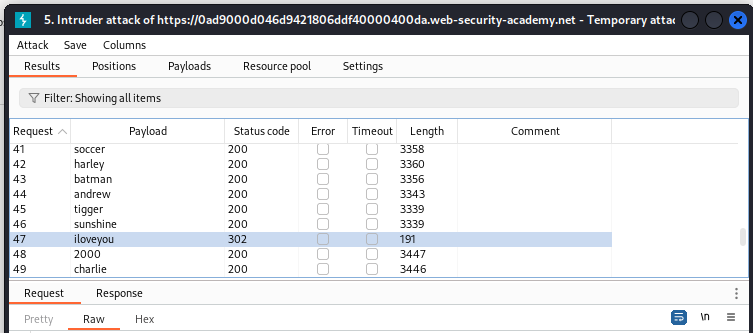 5. Intruder attack of https://0ad9000d046d9421806ddf40000400da.web-security-academy.net - Temporary attac
Attack Save Columns
Results Positions Payloads Resource pool Settings
Filter: Showing all items
Request Payload Status code Error Timeout Length Comment
41 soccer 200 3358
42 harley 200 3360
43 batman 200 3356
44 andrew 200 3343
45 tigger 200 3339
46 sunshine 200 3339
47 iloveyou 302 191
48 2000 200 3447
49 charlie 200 3446
Request Response
Pretty Raw Hex \n